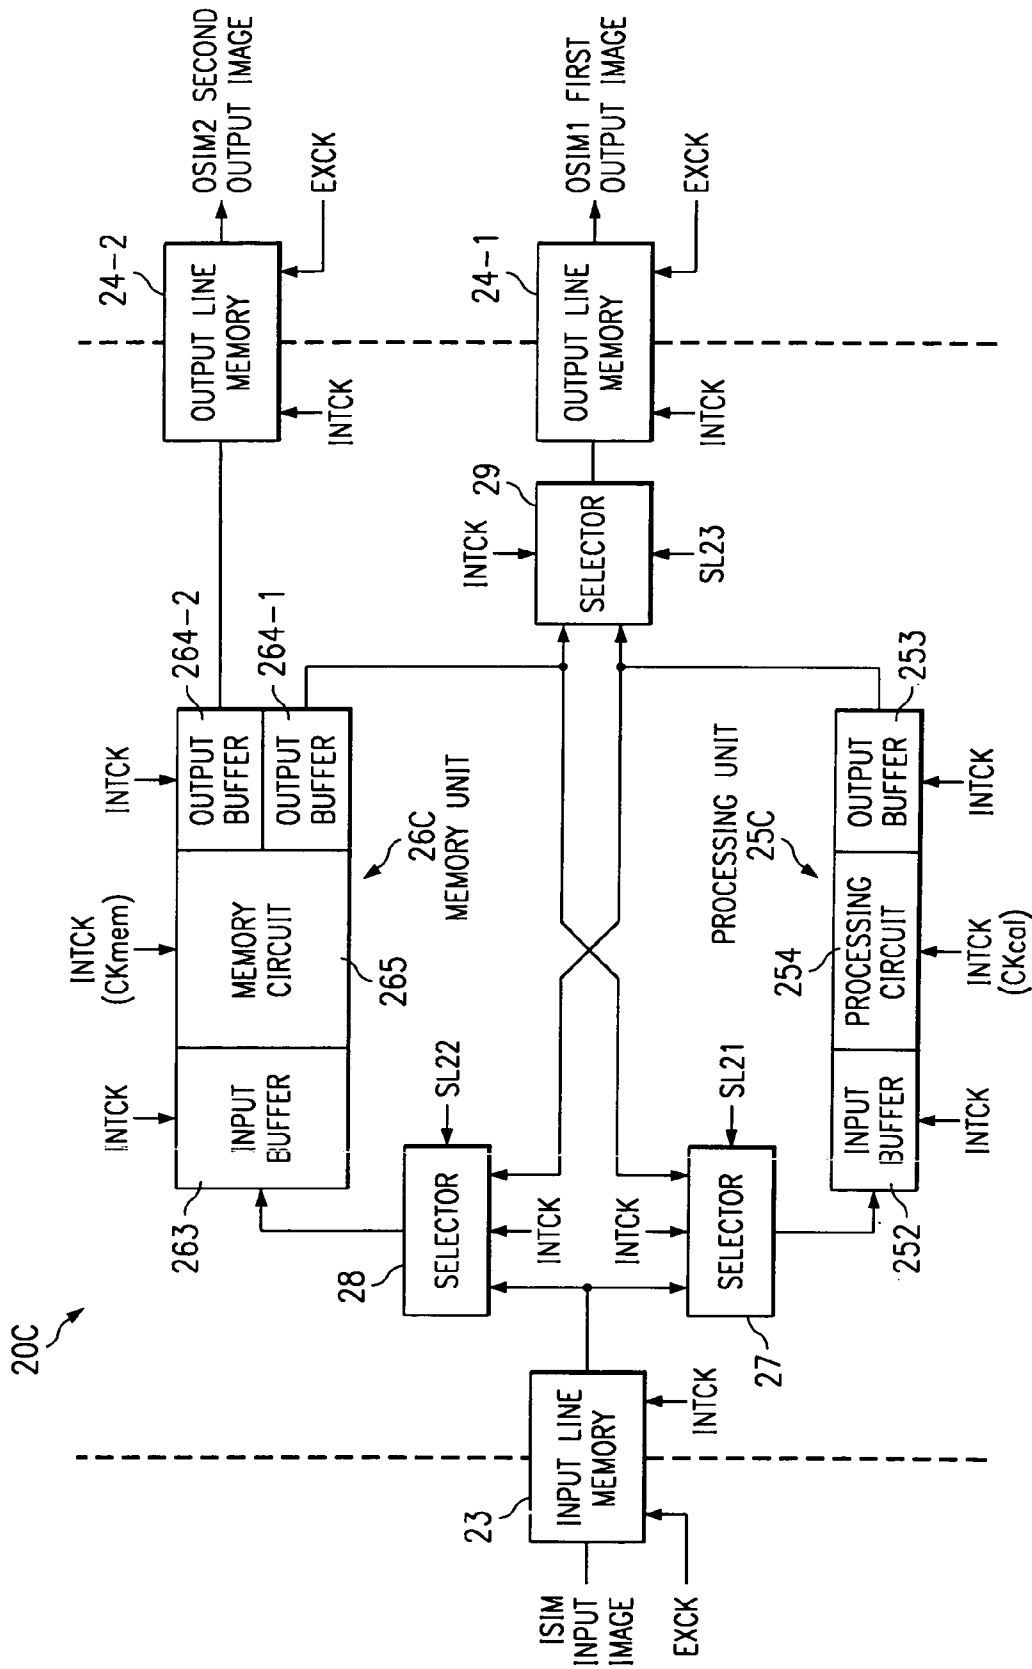 20C
ISIM
INPUT
IMAGE
EXCK
23
INPUT LINE
MEMORY
INTCK
28
SELECTOR
SL22
INTCK
INTCK
27
SELECTOR
SL21
263
INPUT
BUFFER
INTCK
MEMORY
CIRCUIT
265
INTCK
(CKmem)
OUTPUT
BUFFER
OUTPUT
BUFFER
264-2
264-1
INTCK
26C
MEMORY UNIT
PROCESSING UNIT
25C
252
INPUT
BUFFER
INTCK
254
PROCESSING
CIRCUIT
INTCK
(CKcal)
OUTPUT
BUFFER
253
INTCK
29
SELECTOR
INTCK
SL23
24-2
OUTPUT LINE
MEMORY
INTCK
EXCK
OSIM2 SECOND
OUTPUT IMAGE
24-1
OUTPUT LINE
MEMORY
INTCK
EXCK
OSIM1 FIRST
OUTPUT IMAGE